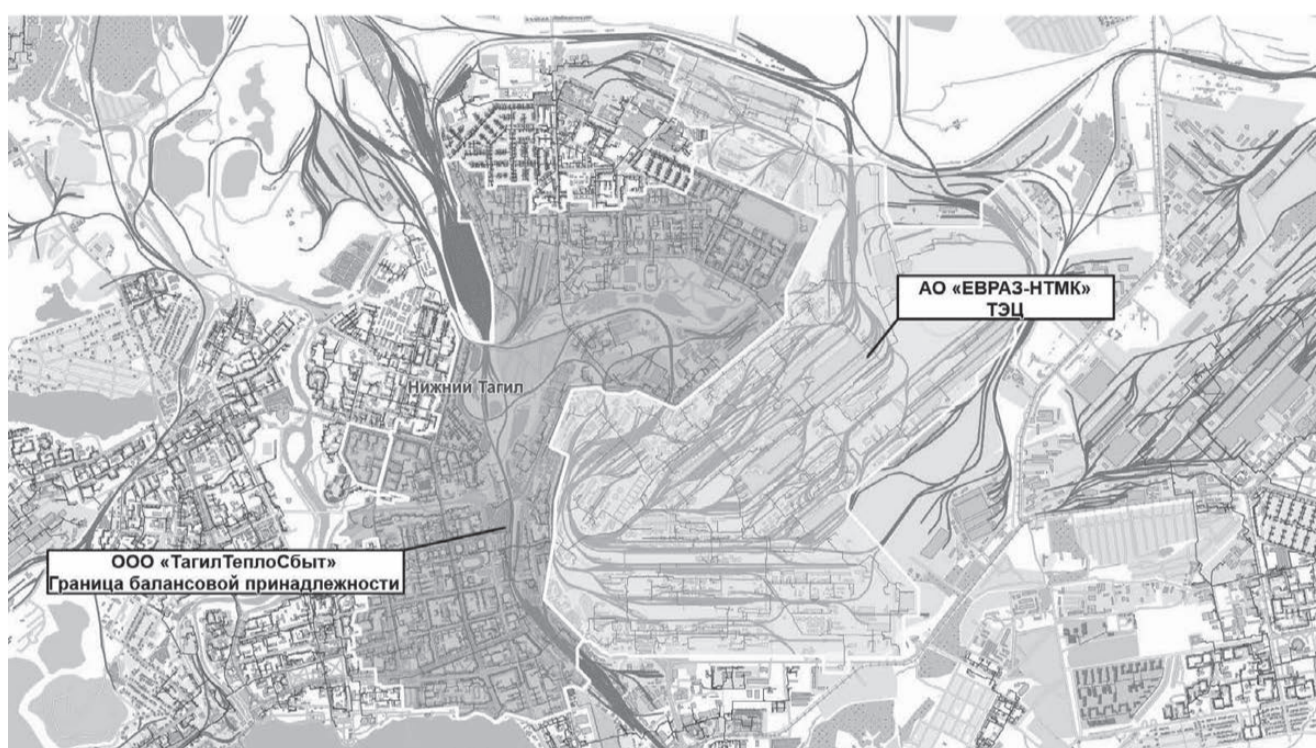 АО «ЕВРАЗ-НТМК»
ТЭЦ
Нижний Тагил
ООО «ТагилТеплоСбыт»
Граница балансовой принадлежности